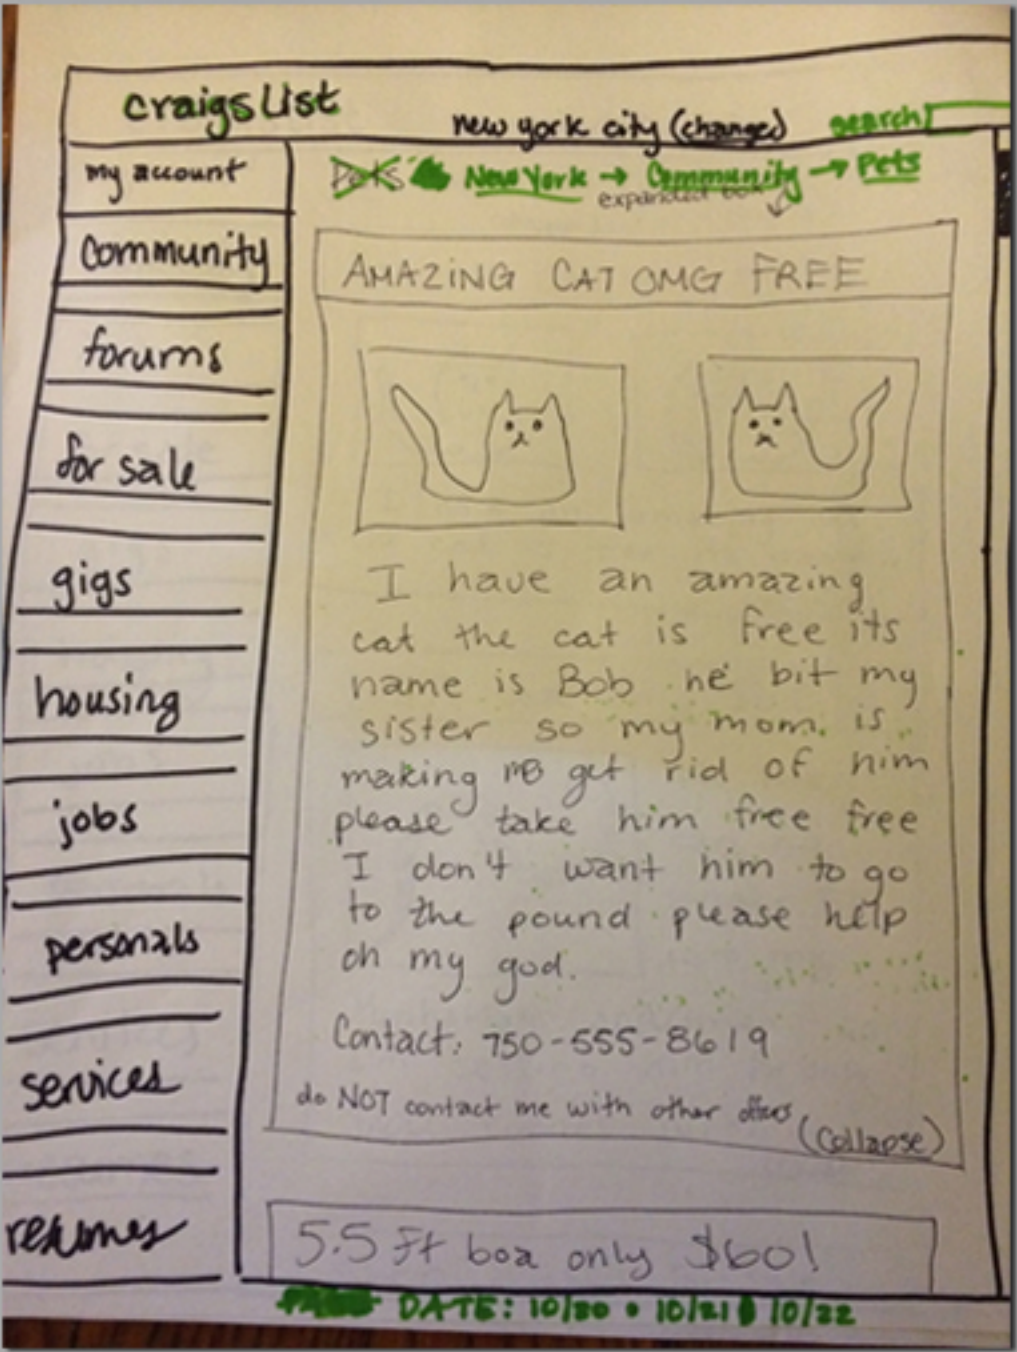 craigslist
new york city (change) search
my account
Pets New York → Community → Pets
expanded box
community
AMAZING CAT OMG FREE
forums
for sale
gigs
housing
jobs
personals
services
resumes
I have an amazing
cat the cat is free its
name is Bob he bit my
sister so my mom is
making me get rid of him
please take him free free
I don't want him to go
to the pound please help
oh my god.
Contact: 750-555-8619
do NOT contact me with other offers
(Collapse)
5.5 Ft boa only $60!
DATE: 10/20 • 10/21 10/22